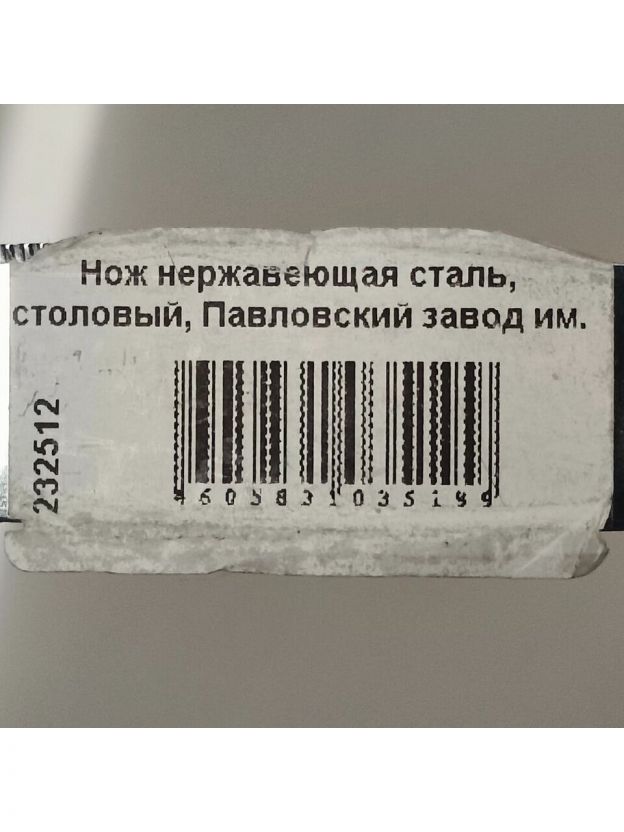 Нож нержавеющая сталь,
столовый, Павловский завод им.
232512
4605831035199